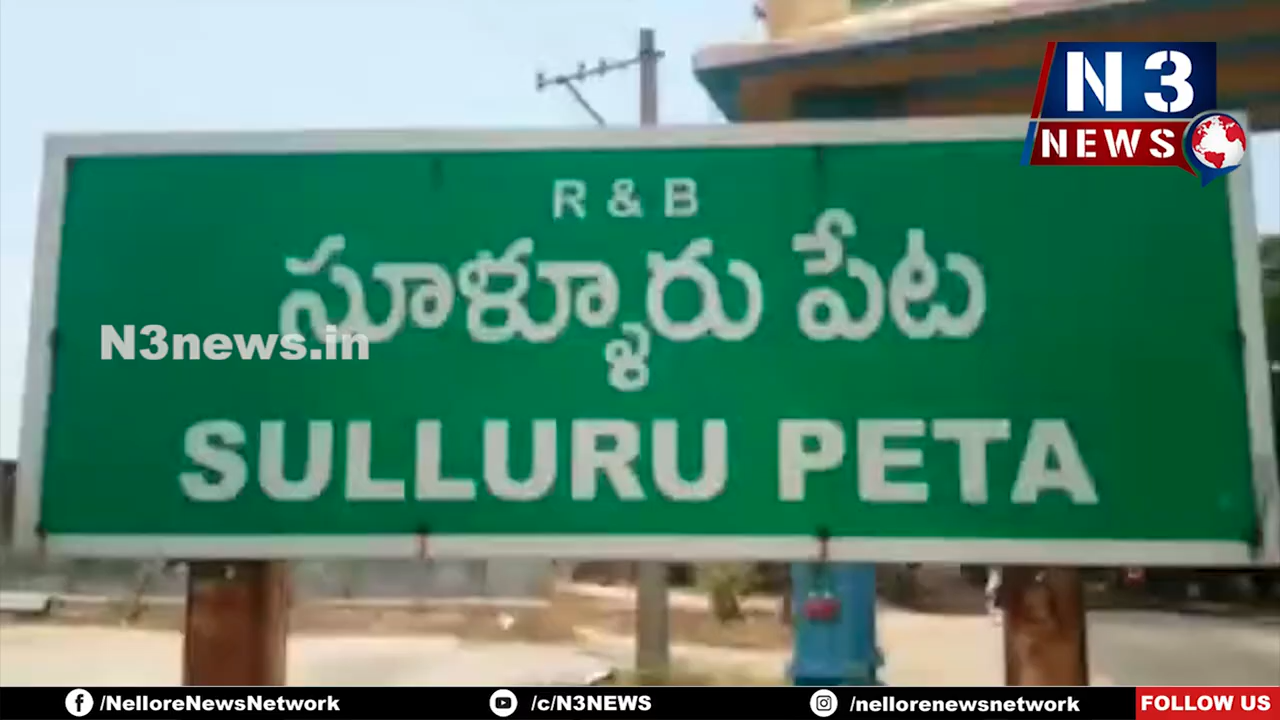 N 3
NEWS
R & B
సూళ్ళూరు పేట
N3news.in
SULLURU PETA
/NelloreNewsNetwork
/c/N3NEWS
/nellorenewsnetwork
FOLLOW US